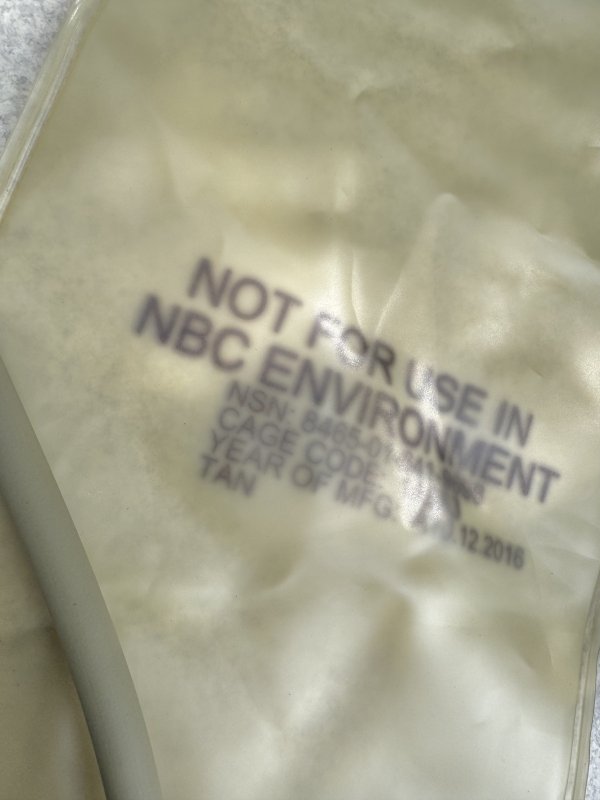 NOT FOR USE IN
NBC ENVIRONMENT
NSN:
CAGE CODE:
YEAR OF MFG.
TAN